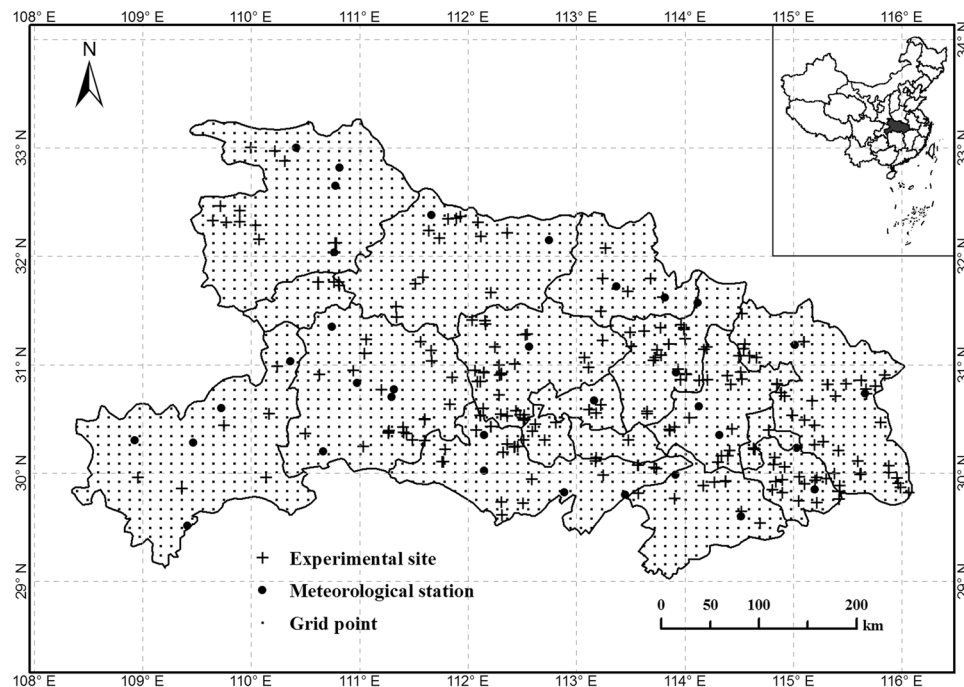 108° E 109° E 110° E 111° E 112° E 113° E 114° E 115° E 116° E
N
34° N
33° N 33° N
32° N 32° N
31° N 31° N
30° N 30° N
29° N 29° N
Experimental site
Meteorological station
Grid point
0 50 100 200
km
108° E 109° E 110° E 111° E 112° E 113° E 114° E 115° E 116° E